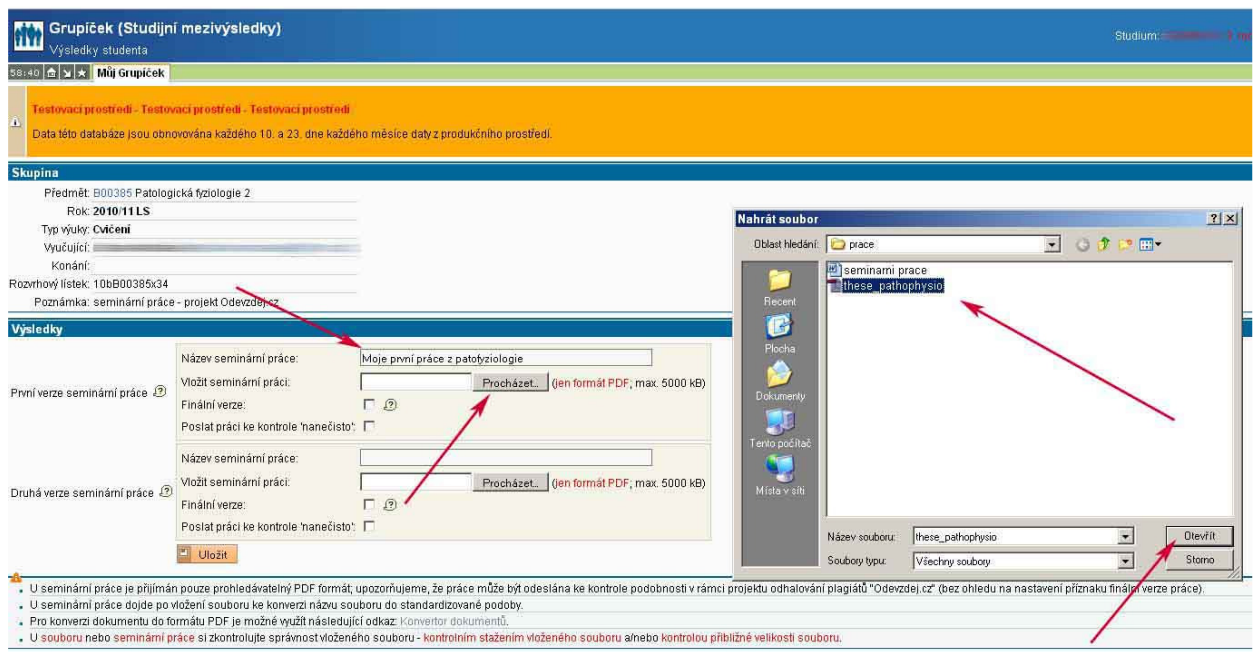 Grupíček (Studijní mezivýsledky)
Výsledky studenta
Studium:
58:40 Můj Grupíček
Testovací prostředí - Testovací prostředí - Testovací prostředí
Data této databáze jsou obnovována každého 10. a 23. dne každého měsíce daty z produkčního prostředí.
Skupina
Předmět: B00385 Patologická fyziologie 2
Rok: 2010/11 LS
Typ výuky: Cvičení
Vyučující:
Konání:
Rozvrhový lístek: 10bB00385x34
Poznámka: seminární práce - projekt Odevzdej.cz
Výsledky
První verze seminární práce
Název seminární práce: Moje první práce z patofyziologie
Vložit seminární práci: Procházet... (jen formát PDF; max. 5000 kB)
Finální verze:
Poslat práci ke kontrole 'nanečisto':
Druhá verze seminární práce
Název seminární práce:
Vložit seminární práci: Procházet... (jen formát PDF; max. 5000 kB)
Finální verze:
Poslat práci ke kontrole 'nanečisto':
Uložit
Nahrát soubor
Oblast hledání: prace
Recent
Plocha
Dokumenty
Tento počítač
Místa v síti
seminarni prace
these_pathophysio
Název souboru: these_pathophysio Otevřít
Soubory typu: Všechny soubory Storno
U seminární práce je přijímán pouze prohledávatelný PDF formát; upozorňujeme, že práce může být odeslána ke kontrole podobnosti v rámci projektu odhalování plagiátů "Odevzdej.cz" (bez ohledu na nastavení příznaku finální verze práce).
U seminární práce dojde po vložení souboru ke konverzi názvu souboru do standardizované podoby.
Pro konverzi dokumentu do formátu PDF je možné využít následující odkaz: Konvertor dokumentů.
U souboru nebo seminární práce si zkontrolujte správnost vloženého souboru - kontrolním stažením vloženého souboru a/nebo kontrolou přibližné velikosti souboru.